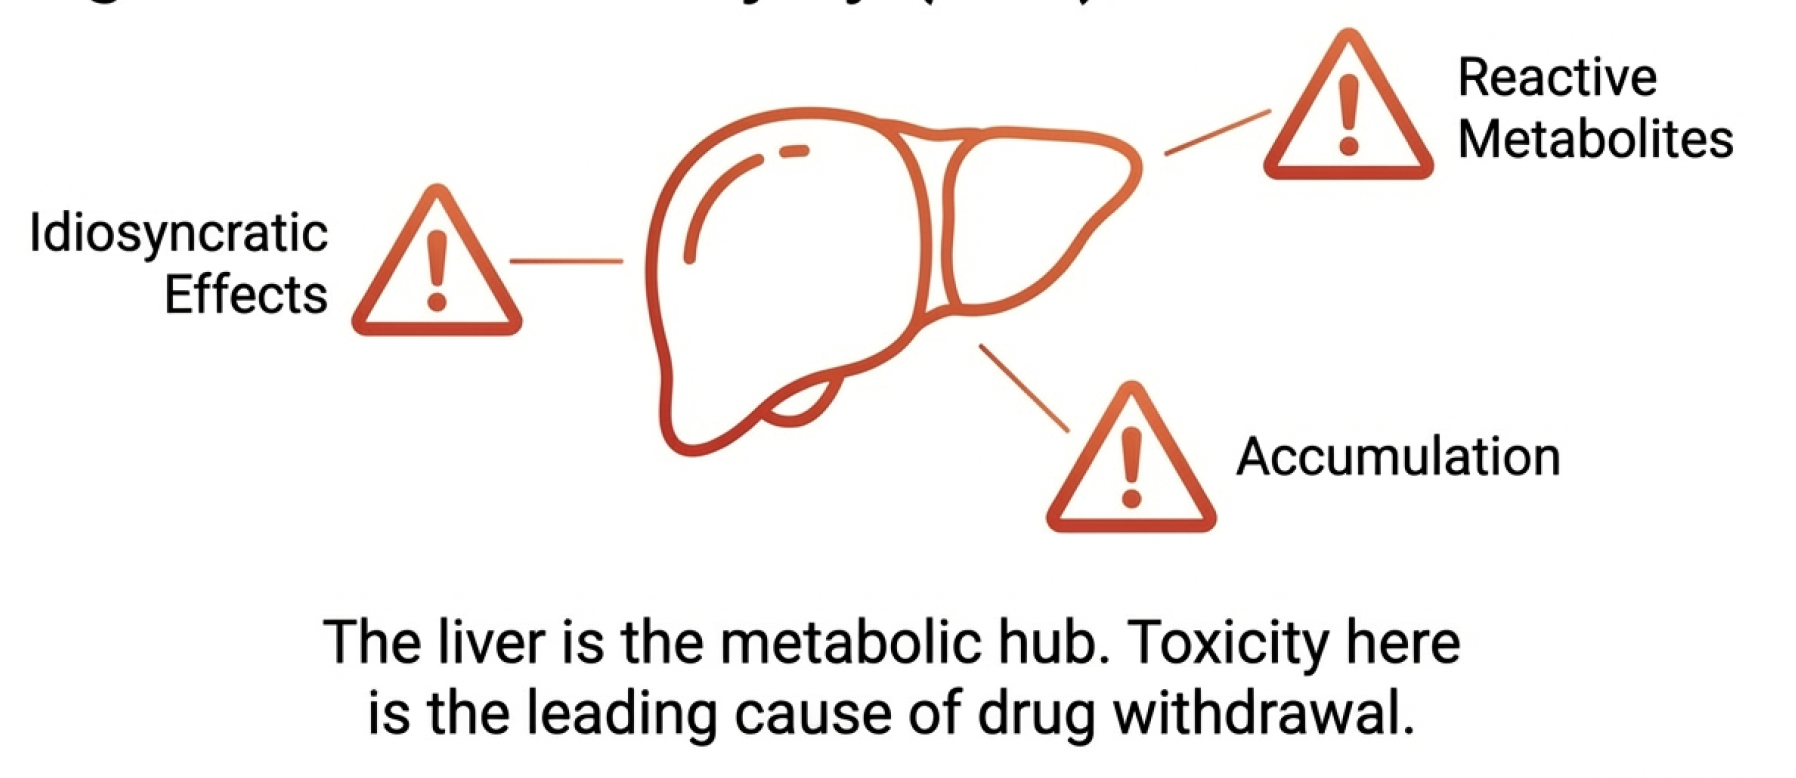 Idiosyncratic
Effects
Reactive
Metabolites
Accumulation
The liver is the metabolic hub. Toxicity here
is the leading cause of drug withdrawal.